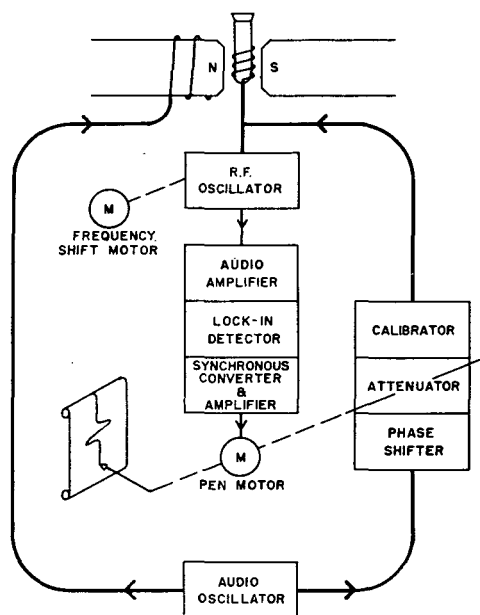 N S
R.F.
OSCILLATOR
M
FREQUENCY
SHIFT MOTOR
AUDIO
AMPLIFIER
LOCK-IN
DETECTOR
SYNCHRONOUS
CONVERTER
&
AMPLIFIER
CALIBRATOR
ATTENUATOR
PHASE
SHIFTER
M
PEN MOTOR
AUDIO
OSCILLATOR